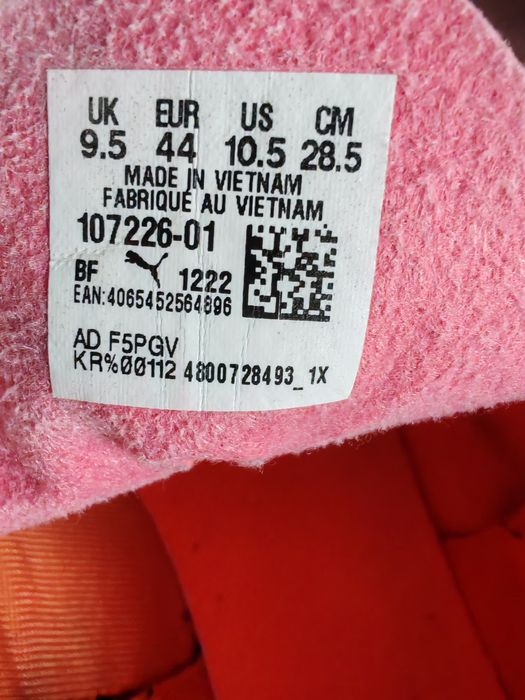 UK EUR US CM
9.5 44 10.5 28.5
MADE IN VIETNAM
FABRIQUÉ AU VIETNAM
107226-01
BF 1222
EAN:4065452564896
AD F5PGV
KR%00112 4800728493_1X